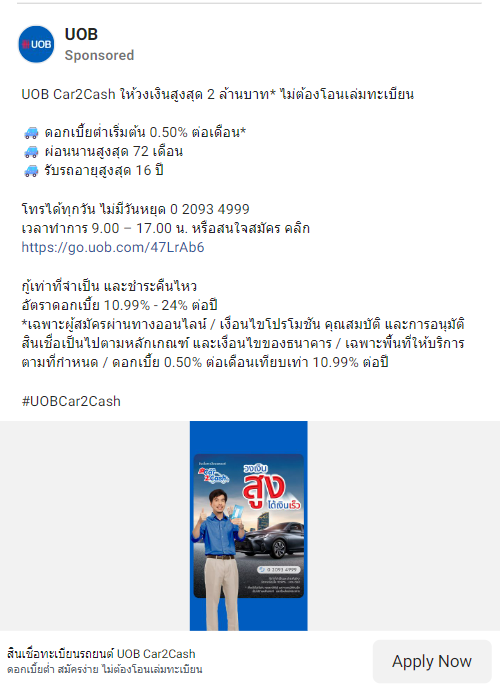 UOB
UOB
Sponsored
UOB Car2Cash ให้วงเงินสูงสุด 2 ล้านบาท* ไม่ต้องโอนเล่มทะเบียน
🚙 ดอกเบี้ยต่ำเริ่มต้น 0.50% ต่อเดือน*
🚙 ผ่อนนานสูงสุด 72 เดือน
🚙 รับรถอายุสูงสุด 16 ปี
โทรได้ทุกวัน ไม่มีวันหยุด 0 2093 4999
เวลาทำการ 9.00 – 17.00 น. หรือสนใจสมัคร คลิก
https://go.uob.com/47LrAb6
กู้เท่าที่จำเป็น และชำระคืนไหว
อัตราดอกเบี้ย 10.99% - 24% ต่อปี
*เฉพาะผู้สมัครผ่านทางออนไลน์ / เงื่อนไขโปรโมชัน คุณสมบัติ และการอนุมัติ
สินเชื่อเป็นไปตามหลักเกณฑ์ และเงื่อนไขของธนาคาร / เฉพาะพื้นที่ให้บริการ
ตามที่กำหนด / ดอกเบี้ย 0.50% ต่อเดือนเทียบเท่า 10.99% ต่อปี
#UOBCar2Cash
Car
2Cash
วงเงิน
สูง
ได้เงินเร็ว
0 2093 4999
สินเชื่อทะเบียนรถยนต์ UOB Car2Cash
ดอกเบี้ยต่ำ สมัครง่าย ไม่ต้องโอนเล่มทะเบียน
Apply Now